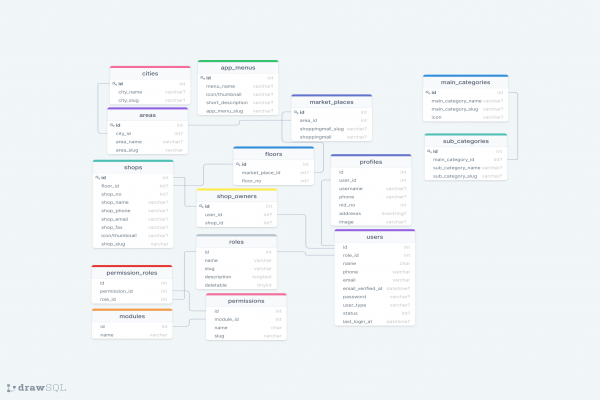 cities
id int
city_name varchar?
city_slug varchar?
app_menus
id int
menu_name varchar?
icon/thumbnail varchar?
short_description varchar?
app_menu_slug varchar?
areas
id int
city_id int?
area_name varchar?
area_slug varchar
market_places
id int
area_id int
shoppingmall_slug varchar?
shoppingmall varchar?
main_categories
id int
main_category_name varchar?
main_category_slug varchar?
icon varchar?
sub_categories
id int
main_category_id int?
sub_category_name varchar?
sub_category_slug varchar?
shops
id int
floor_id int?
shop_no int?
shop_name varchar?
shop_phone varchar?
shop_email varchar?
shop_fax varchar?
icon/thumbnail varchar?
shop_slug varchar
floors
id int
market_place_id int?
floor_no int?
profiles
id int
user_id int
username varchar?
phone varchar?
nid_no int?
image varchar?
shop_owners
id int
user_id int?
shop_id int?
roles
id int
name varchar
slug varchar
description longtext
deletable tinyint
users
id int
role_id int
name char
phone varchar
email varchar
email_verified_at datetime?
password varchar?
user_type varchar?
status int?
last_login_at datetime?
permission_roles
id int
permission_id int
role_id int
permissions
id int
module_id int
name char
slug varchar
modules
id int
name varchar
drawSQL